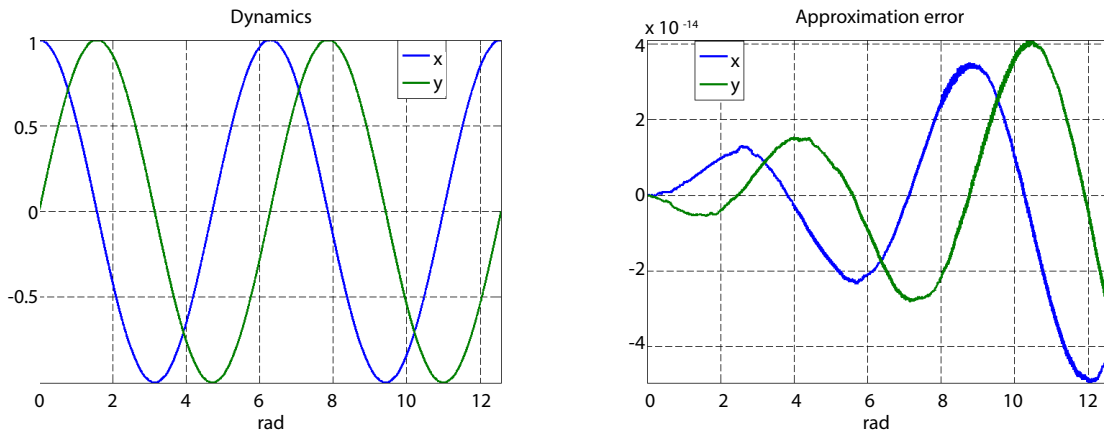 Dynamics
1
0.5
0
-0.5
0 2 4 6 8 10 12
rad
x
y
Approximation error
x 10 -14
4
2
0
-2
-4
0 2 4 6 8 10 12
rad
x
y